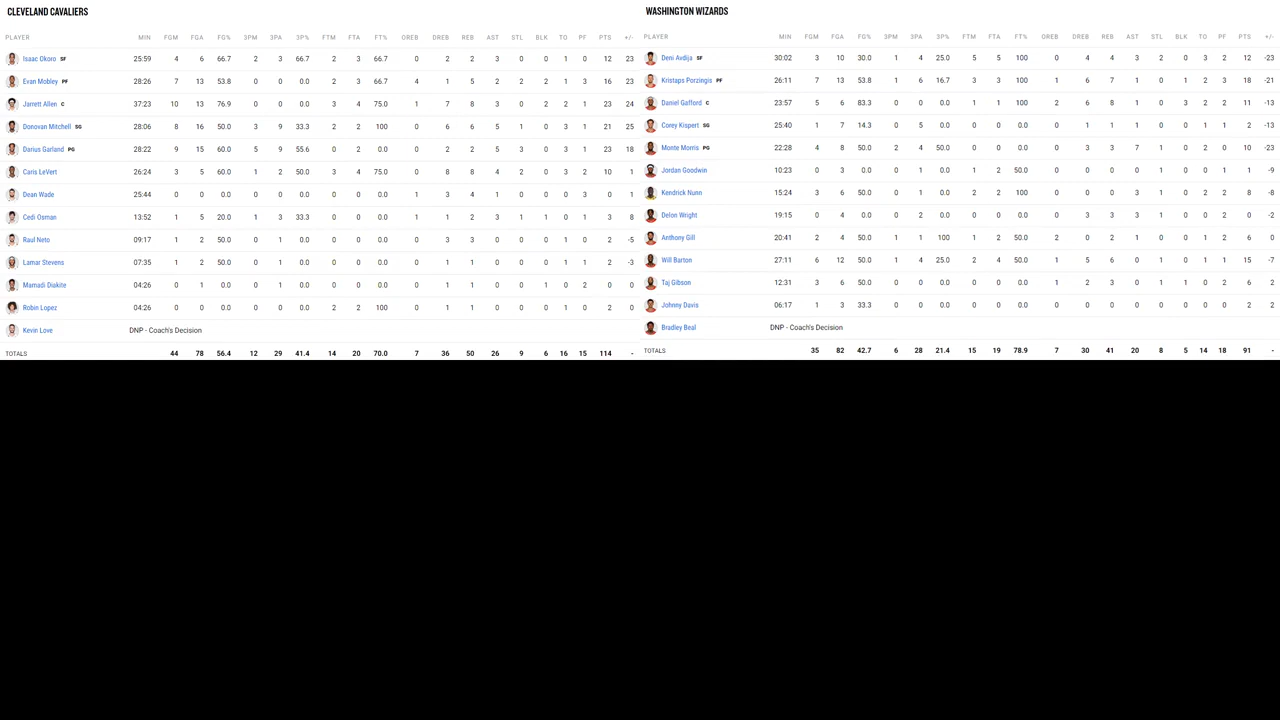 CLEVELAND CAVALIERS
PLAYER MIN FGM FGA FG% 3PM 3PA 3P% FTM FTA FT% OREB DREB REB AST STL BLK TO PF PTS +/-
Isaac Okoro SF 25:59 4 6 66.7 2 3 66.7 2 3 66.7 0 2 2 3 0 0 1 0 12 23
Evan Mobley PF 28:26 7 13 53.8 0 0 0.0 2 3 66.7 4 1 5 2 2 2 1 3 16 23
Jarrett Allen C 37:23 10 13 76.9 0 0 0.0 3 4 75.0 1 7 8 3 0 2 2 1 23 24
Donovan Mitchell SG 28:06 8 16 50.0 3 9 33.3 2 2 100 0 6 6 5 1 0 3 1 21 25
Darius Garland PG 28:22 9 15 60.0 5 9 55.6 0 2 0.0 0 2 2 5 3 0 3 1 23 18
Caris LeVert 26:24 3 5 60.0 1 2 50.0 3 4 75.0 0 8 8 4 2 0 3 2 10 1
Dean Wade 25:44 0 0 0.0 0 0 0.0 0 0 0.0 1 3 4 1 0 0 0 3 0 1
Cedi Osman 13:52 1 5 20.0 1 3 33.3 0 0 0.0 1 1 2 3 1 1 0 1 3 8
Raul Neto 09:17 1 2 50.0 0 1 0.0 0 0 0.0 0 3 3 0 0 0 1 0 2 -5
Lamar Stevens 07:35 1 2 50.0 0 1 0.0 0 0 0.0 0 1 1 0 0 0 1 1 2 -3
Mamadi Diakite 04:26 0 1 0.0 0 1 0.0 0 0 0.0 0 1 1 0 0 1 0 2 0 0
Robin Lopez 04:26 0 0 0.0 0 0 0.0 2 2 100 0 1 1 0 0 0 1 0 2 0
Kevin Love DNP - Coach's Decision
TOTALS 44 78 56.4 12 29 41.4 14 20 70.0 7 36 50 26 9 6 16 15 114 -
WASHINGTON WIZARDS
PLAYER MIN FGM FGA FG% 3PM 3PA 3P% FTM FTA FT% OREB DREB REB AST STL BLK TO PF PTS +/-
Deni Avdija SF 30:02 3 10 30.0 1 4 25.0 5 5 100 0 4 4 3 2 0 3 2 12 -23
Kristaps Porzingis PF 26:11 7 13 53.8 1 6 16.7 3 3 100 1 6 7 1 0 1 2 3 18 -21
Daniel Gafford C 23:57 5 6 83.3 0 0 0.0 1 1 100 2 6 8 1 0 3 2 2 11 -13
Corey Kispert SG 25:40 1 7 14.3 0 5 0.0 0 0 0.0 0 1 1 1 1 0 1 1 2 -13
Monte Morris PG 22:28 4 8 50.0 2 4 50.0 0 0 0.0 0 3 3 7 1 0 2 0 10 -23
Jordan Goodwin 10:23 0 3 0.0 0 1 0.0 1 2 50.0 0 0 0 0 1 0 0 1 1 -9
Kendrick Nunn 15:24 3 6 50.0 0 0 0.0 2 2 100 0 1 1 3 1 0 2 2 8 -8
Delon Wright 19:15 0 4 0.0 0 2 0.0 0 0 0.0 0 3 3 3 1 0 0 2 0 -2
Anthony Gill 20:41 2 4 50.0 1 1 100 1 2 50.0 2 0 2 1 0 0 1 2 6 0
Will Barton 27:11 6 12 50.0 1 4 25.0 2 4 50.0 1 5 6 0 1 0 1 1 15 -7
Taj Gibson 12:31 3 6 50.0 0 0 0.0 0 0 0.0 1 2 3 0 1 1 0 2 6 2
Johnny Davis 06:17 1 3 33.3 0 0 0.0 0 0 0.0 0 0 0 0 0 0 0 0 2 2
Bradley Beal DNP - Coach's Decision
TOTALS 35 82 42.7 6 28 21.4 15 19 78.9 7 30 41 20 8 5 14 18 91 -